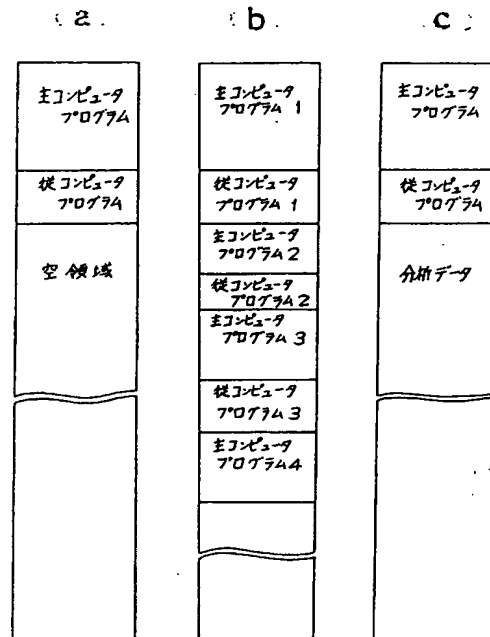 (a)
主コンピュータ
プログラム
従コンピュータ
プログラム
空領域
(b)
主コンピュータ
プログラム 1
従コンピュータ
プログラム 1
主コンピュータ
プログラム2
従コンピュータ
プログラム2
主コンピュータ
プログラム 3
従コンピュータ
プログラム 3
主コンピュータ
プログラム4
(c)
主コンピュータ
プログラム
従コンピュータ
プログラム
分析データ